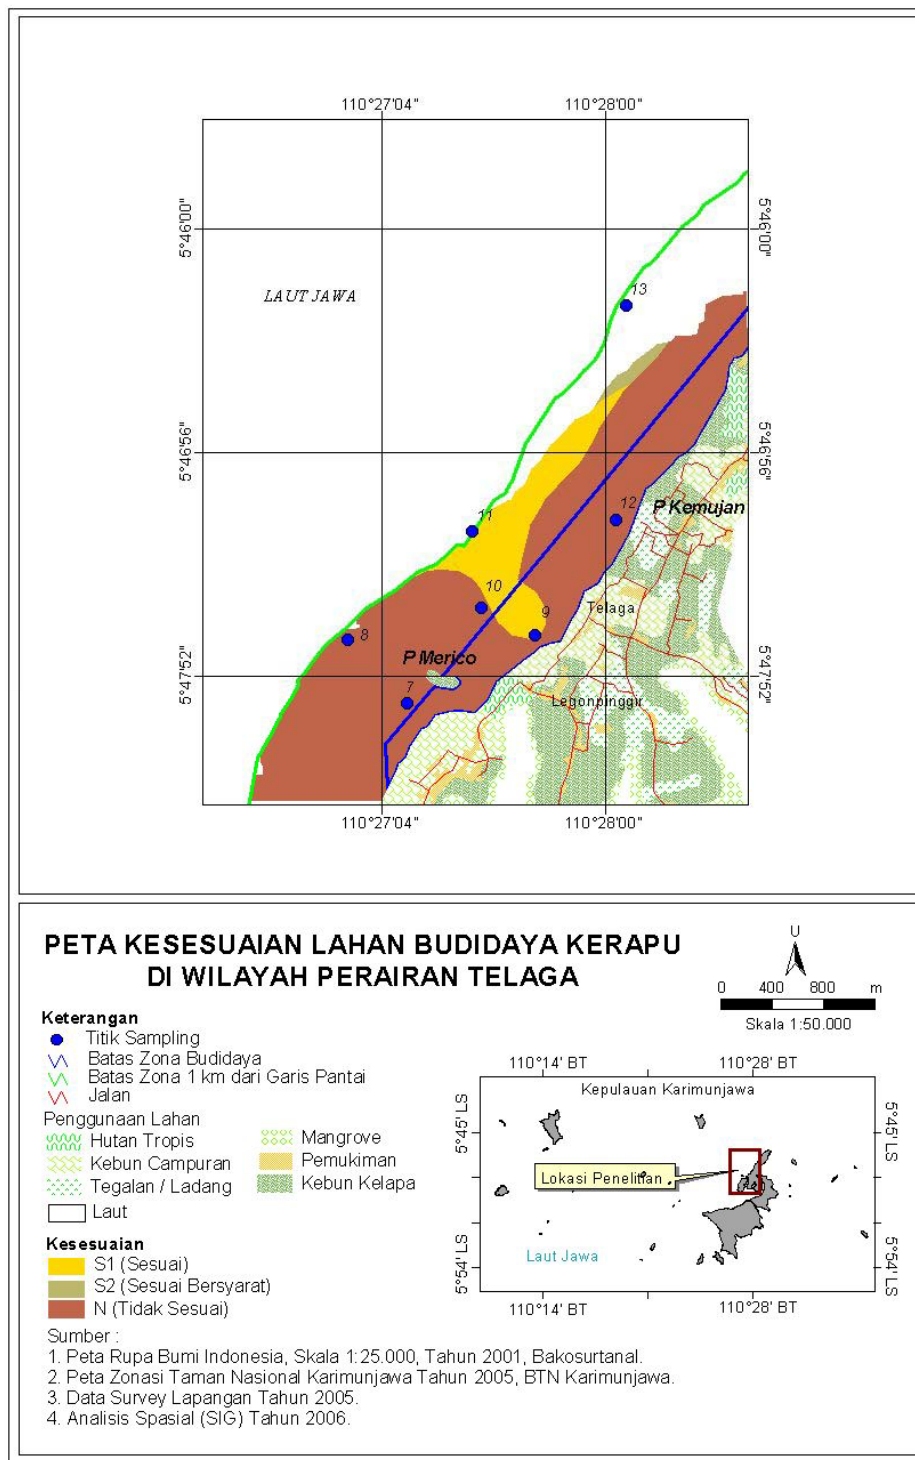 110°27'04" 110°28'00"
5°46'00" 5°46'00"
LAUT JAWA
13
5°46'56" 5°46'56"
11
12
P Kemujan
10
9
Telaga
8
P Merico
5°47'52" 5°47'52"
7
Legonpinggir
110°27'04" 110°28'00"
PETA KESESUAIAN LAHAN BUDIDAYA KERAPU
DI WILAYAH PERAIRAN TELAGA
U
0 400 800 m
Skala 1:50.000
Keterangan
Titik Sampling
Batas Zona Budidaya
Batas Zona 1 km dari Garis Pantai
Jalan
Penggunaan Lahan
Hutan Tropis
Kebun Campuran
Tegalan / Ladang
Laut
Mangrove
Pemukiman
Kebun Kelapa
Kesesuaian
S1 (Sesuai)
S2 (Sesuai Bersyarat)
N (Tidak Sesuai)
110°14' BT 110°28' BT
Kepulauan Karimunjawa
5°45' LS 5°45' LS
Lokasi Penelitian
Laut Jawa
5°54' LS 5°54' LS
110°14' BT 110°28' BT
Sumber :
1. Peta Rupa Bumi Indonesia, Skala 1:25.000, Tahun 2001, Bakosurtanal.
2. Peta Zonasi Taman Nasional Karimunjawa Tahun 2005, BTN Karimunjawa.
3. Data Survey Lapangan Tahun 2005.
4. Analisis Spasial (SIG) Tahun 2006.